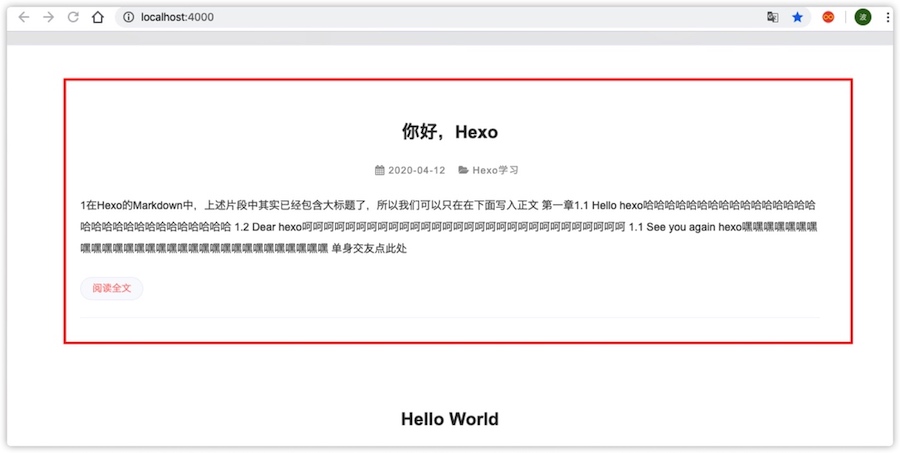 localhost:4000
波
你好，Hexo
2020-04-12 Hexo学习
1在Hexo的Markdown中，上述片段中其实已经包含大标题了，所以我们可以只在在下面写入正文 第一章1.1 Hello hexo哈哈哈哈哈哈哈哈哈哈哈哈哈哈哈哈
哈哈哈哈哈哈哈哈哈哈哈哈哈哈 1.2 Dear hexo呵呵呵呵呵呵呵呵呵呵呵呵呵呵呵呵呵呵呵呵呵呵呵呵呵呵呵呵呵呵 1.1 See you again hexo嘿嘿嘿嘿嘿嘿嘿
嘿嘿嘿嘿嘿嘿嘿嘿嘿嘿嘿嘿嘿嘿嘿嘿嘿嘿嘿嘿嘿嘿嘿 单身交友点此处
阅读全文
Hello World